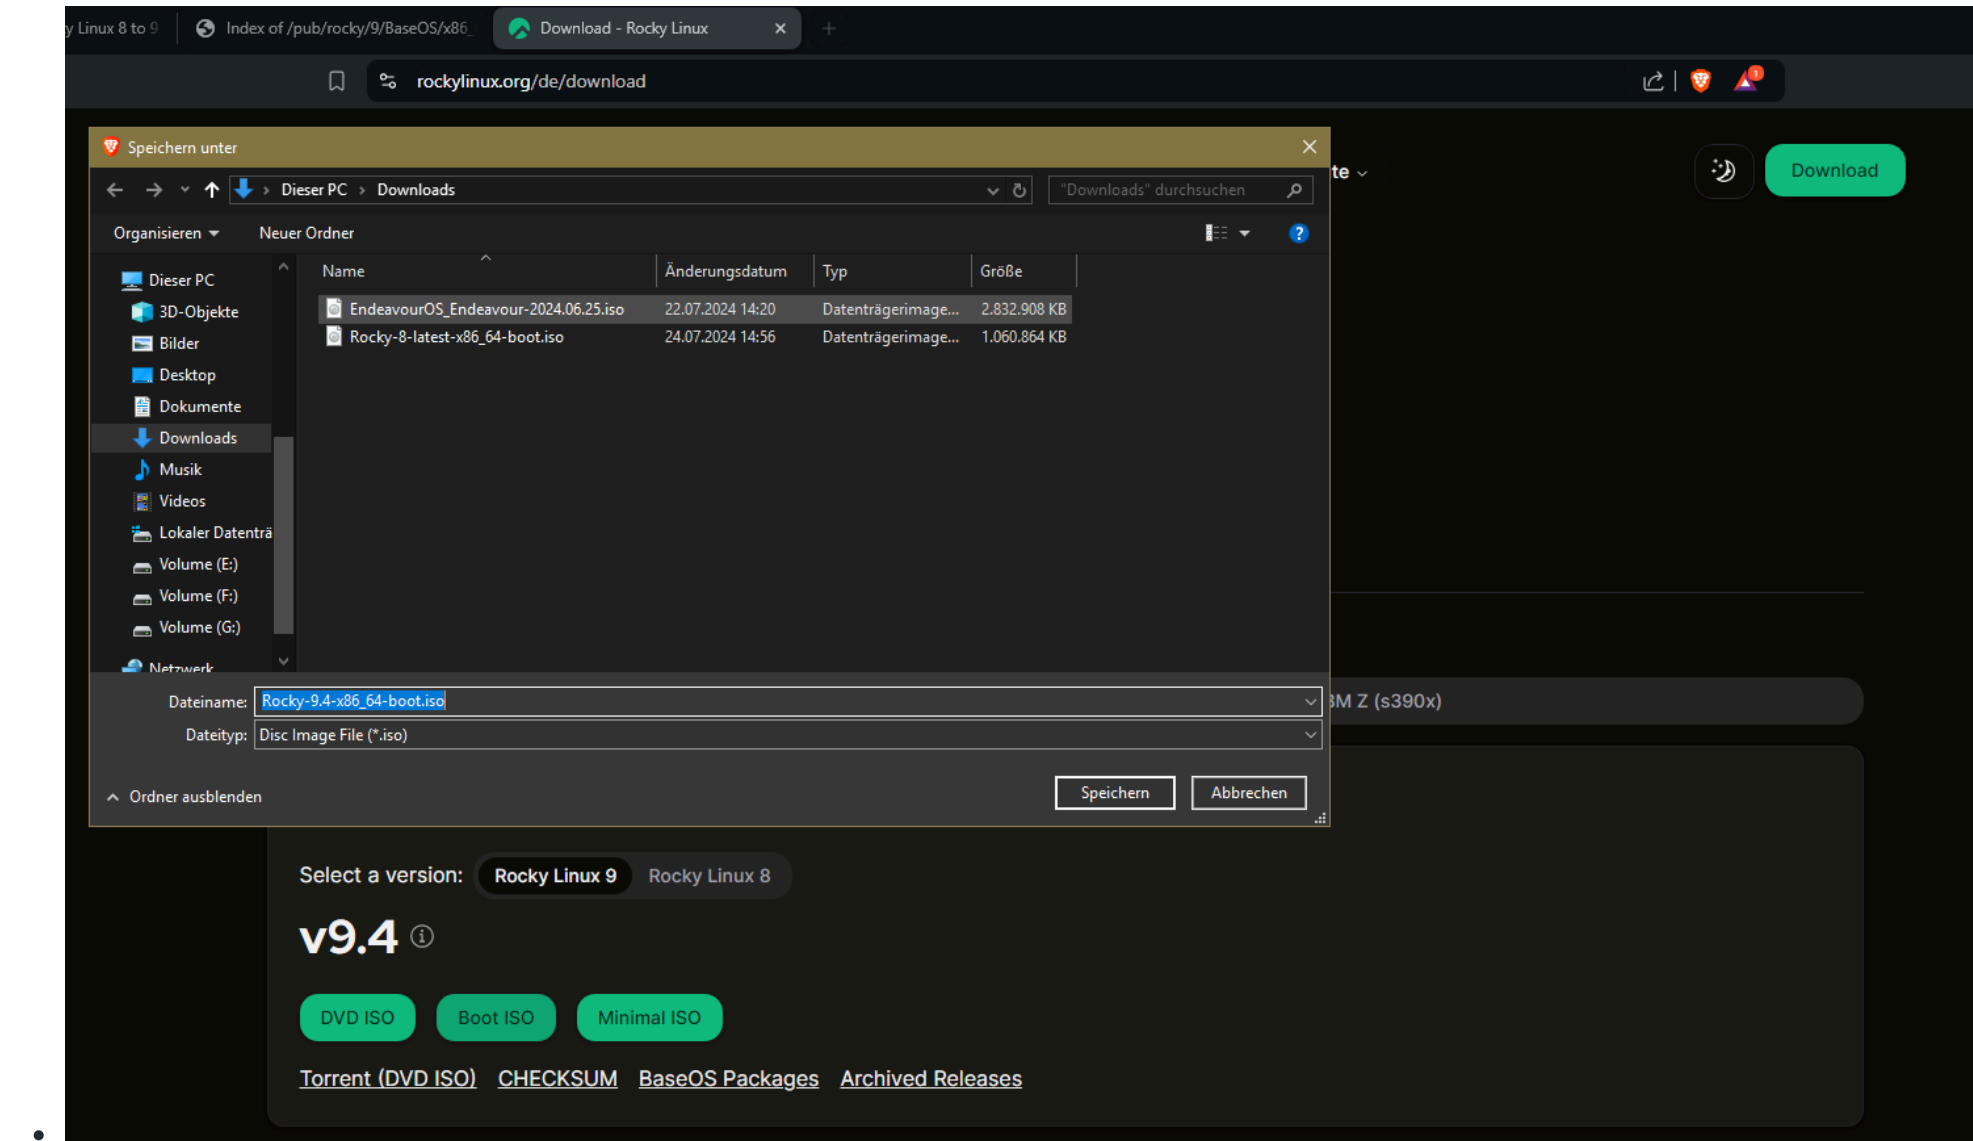 y Linux 8 to 9
Index of /pub/rocky/9/BaseOS/x86_
Download - Rocky Linux
rockylinux.org/de/download
1
Speichern unter
te
Download
Dieser PC
Downloads
"Downloads" durchsuchen
Organisieren
Neuer Ordner
?
Name
Änderungsdatum
Typ
Größe
Dieser PC
3D-Objekte
Bilder
Desktop
Dokumente
Downloads
Musik
Videos
Lokaler Datenträ
Volume (E:)
Volume (F:)
Volume (G:)
Netzwerk
EndeavourOS_Endeavour-2024.06.25.iso 22.07.2024 14:20 Datenträgerimage... 2.832.908 KB
Rocky-8-latest-x86_64-boot.iso 24.07.2024 14:56 Datenträgerimage... 1.060.864 KB
Dateiname: Rocky-9.4-x86_64-boot.iso
Dateityp: Disc Image File (*.iso)
BM Z (s390x)
Ordner ausblenden
Speichern
Abbrechen
Select a version: Rocky Linux 9 Rocky Linux 8
v9.4
DVD ISO Boot ISO Minimal ISO
Torrent (DVD ISO) CHECKSUM BaseOS Packages Archived Releases